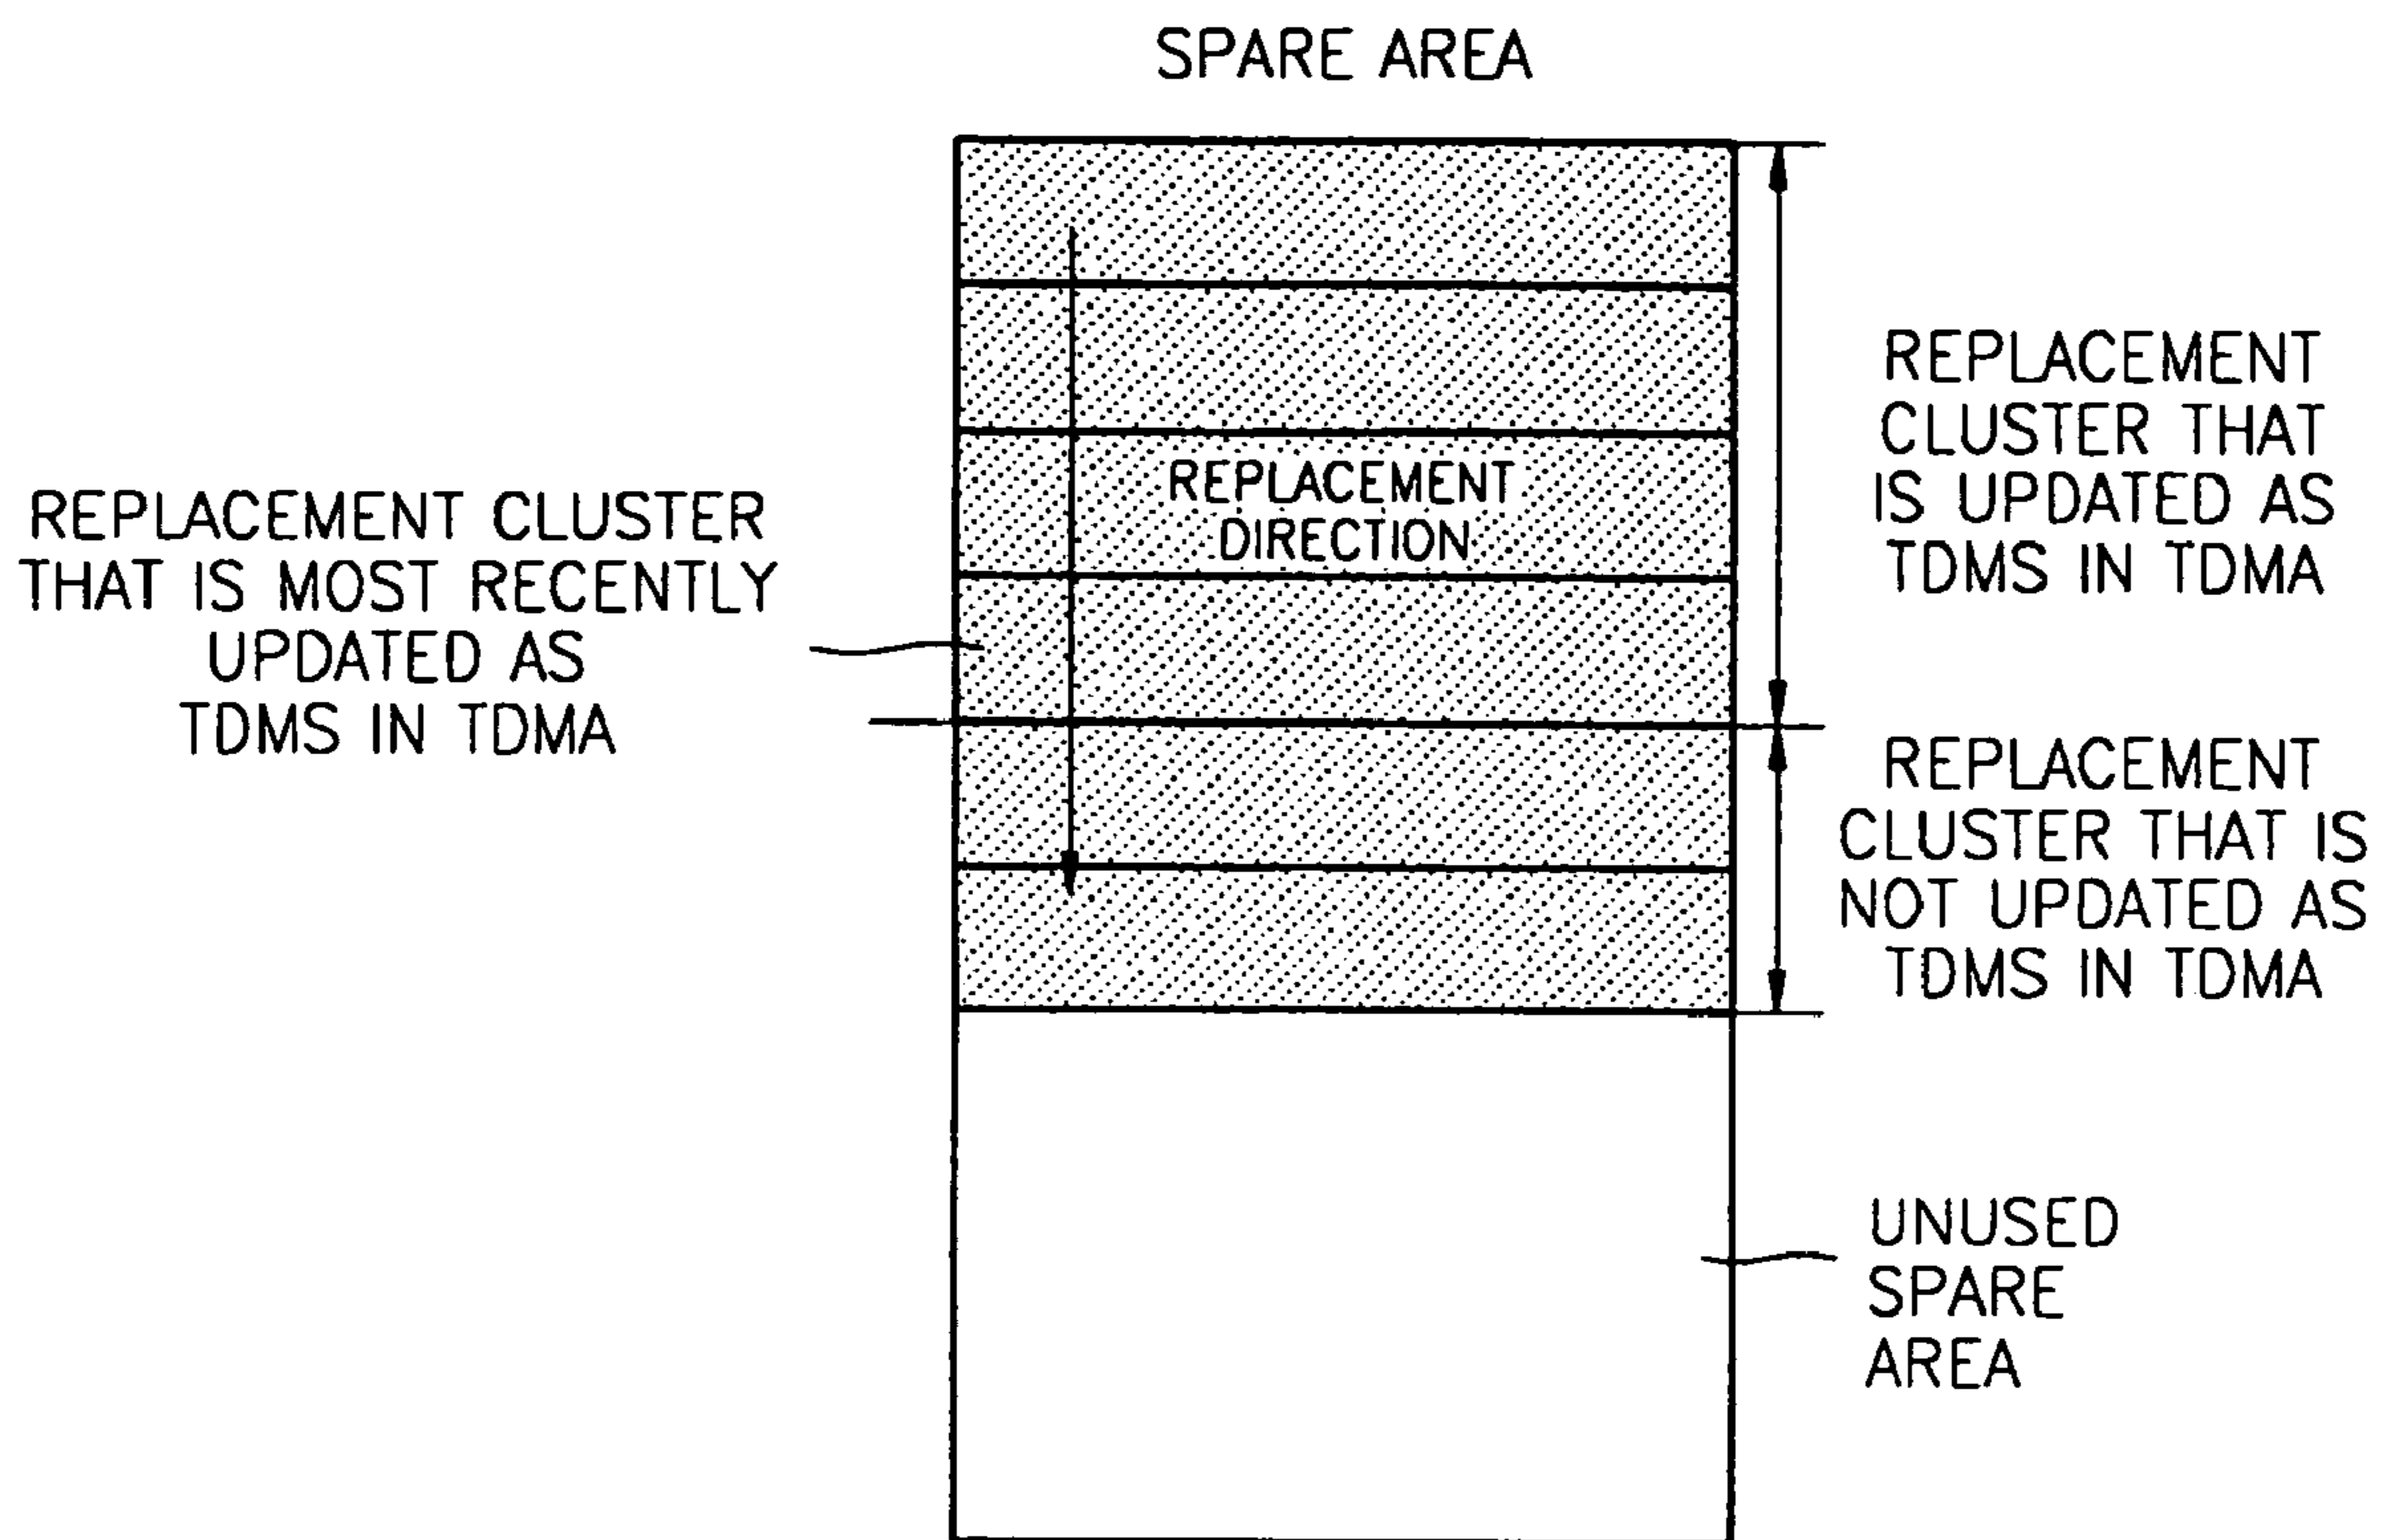 SPARE AREA
REPLACEMENT CLUSTER
THAT IS MOST RECENTLY
UPDATED AS
TDMS IN TDMA
REPLACEMENT
DIRECTION
REPLACEMENT
CLUSTER THAT
IS UPDATED AS
TDMS IN TDMA
REPLACEMENT
CLUSTER THAT IS
NOT UPDATED AS
TDMS IN TDMA
UNUSED
SPARE
AREA